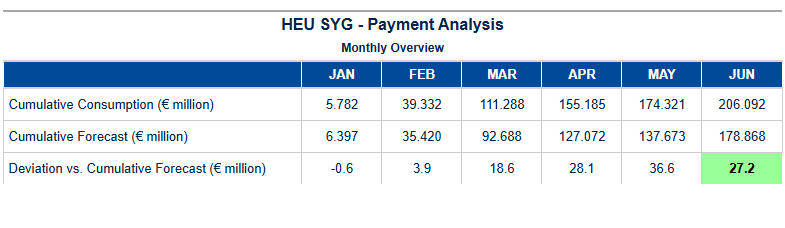 HEU SYG - Payment Analysis
Monthly Overview
JAN FEB MAR APR MAY JUN
Cumulative Consumption (€ million) 5.782 39.332 111.288 155.185 174.321 206.092
Cumulative Forecast (€ million) 6.397 35.420 92.688 127.072 137.673 178.868
Deviation vs. Cumulative Forecast (€ million) -0.6 3.9 18.6 28.1 36.6 27.2